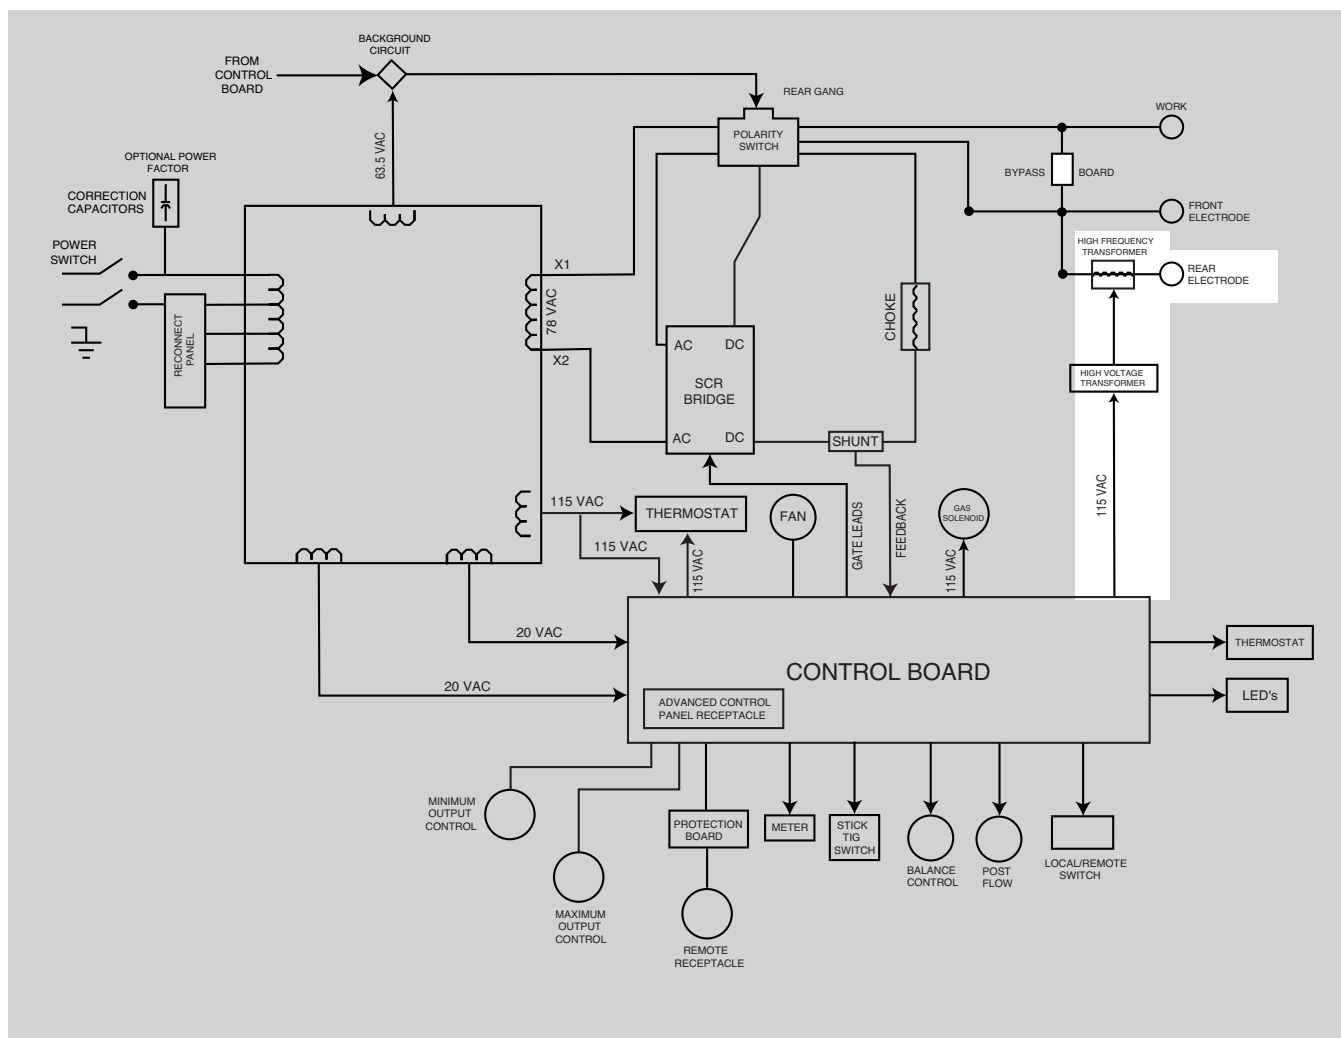 BACKGROUND
CIRCUIT
FROM
CONTROL
BOARD
REAR GANG
WORK
POLARITY
SWITCH
63.5 VAC
OPTIONAL POWER
FACTOR
CORRECTION
CAPACITORS
BYPASS
BOARD
FRONT
ELECTRODE
POWER
SWITCH
HIGH FREQUENCY
TRANSFORMER
REAR
ELECTRODE
X1
78 VAC
X2
RECONNECT
PANEL
CHOKE
AC
DC
SCR
BRIDGE
AC
DC
SHUNT
HIGH VOLTAGE
TRANSFORMER
115 VAC
THERMOSTAT
FAN
GATE LEADS
FEEDBACK
GAS
SOLENOID
115 VAC
115 VAC
115 VAC
115 VAC
20 VAC
20 VAC
CONTROL BOARD
ADVANCED CONTROL
PANEL RECEPTACLE
THERMOSTAT
LED's
MINIMUM
OUTPUT
CONTROL
MAXIMUM
OUTPUT
CONTROL
PROTECTION
BOARD
REMOTE
RECEPTACLE
METER
STICK
TIG
SWITCH
BALANCE
CONTROL
POST
FLOW
LOCAL/REMOTE
SWITCH